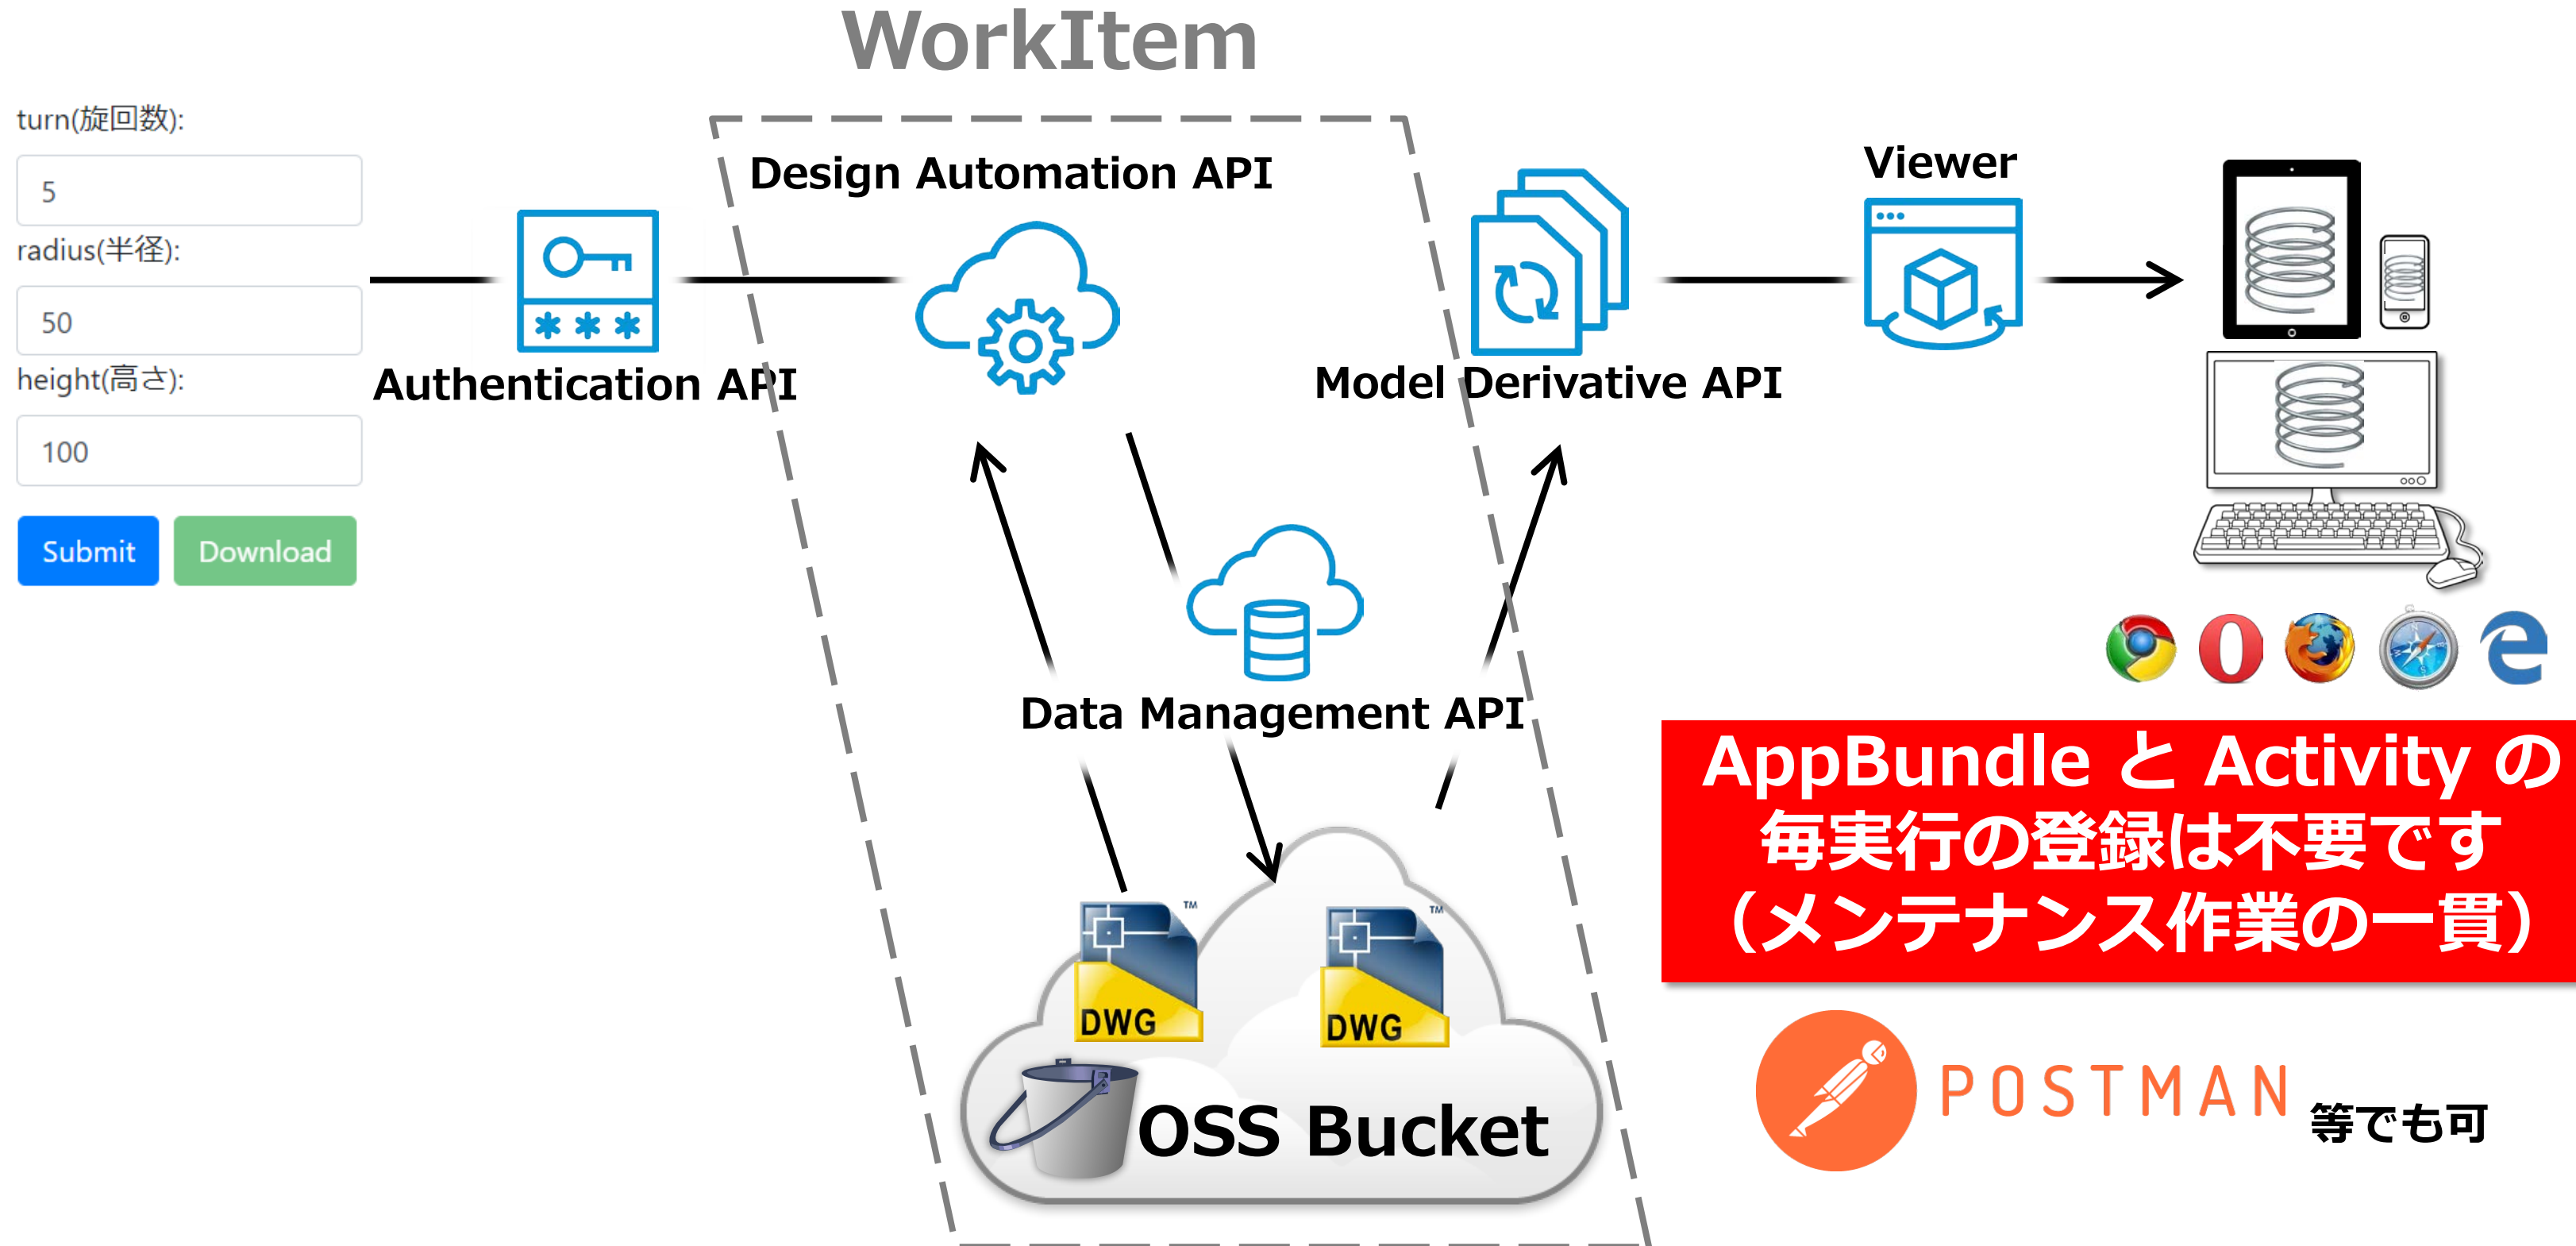 WorkItem
turn(旋回数):
5
radius(半径):
50
height(高さ):
100
Submit
Download
Authentication API
Design Automation API
Data Management API
Model Derivative API
Viewer
TM
DWG
TM
DWG
OSS Bucket
AppBundle と Activity の
毎実行の登録は不要です
（メンテナンス作業の一貫）
POSTMAN 等でも可